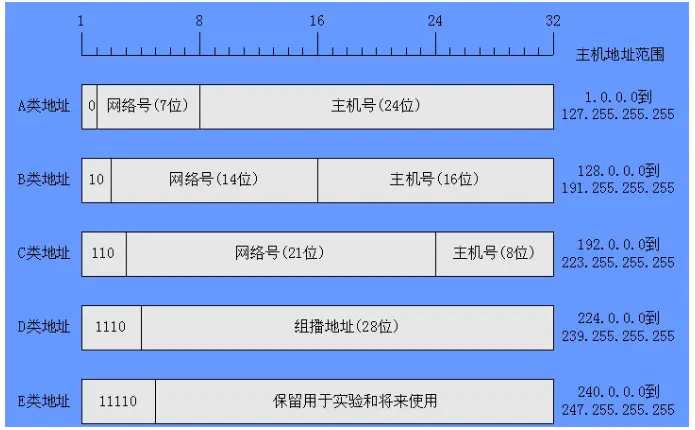 1 8 16 24 32
主机地址范围
A类地址 0 网络号(7位) 主机号(24位) 1.0.0.0到
127.255.255.255
B类地址 10 网络号(14位) 主机号(16位) 128.0.0.0到
191.255.255.255
C类地址 110 网络号(21位) 主机号(8位) 192.0.0.0到
223.255.255.255
D类地址 1110 组播地址(28位) 224.0.0.0到
239.255.255.255
E类地址 11110 保留用于实验和将来使用 240.0.0.0到
247.255.255.255